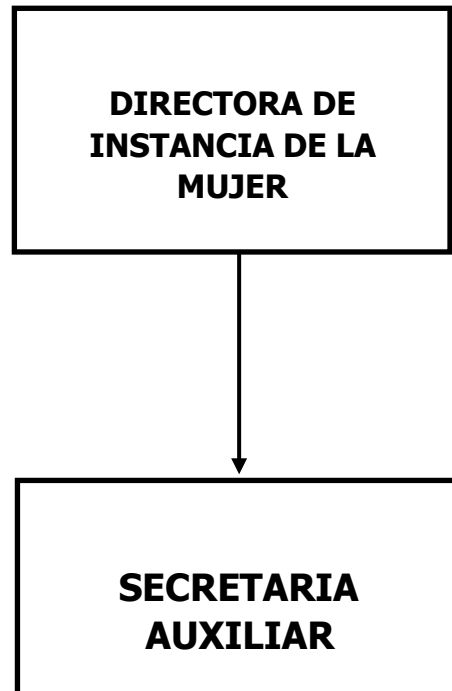 DIRECTORA DE
INSTANCIA DE LA
MUJER
SECRETARIA
AUXILIAR